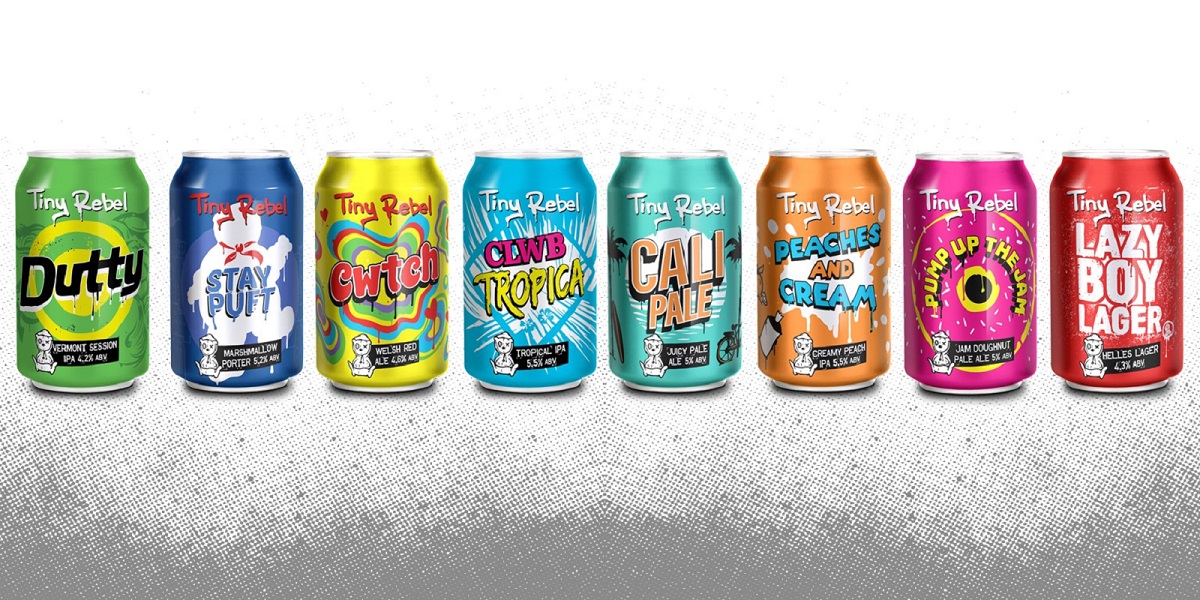 Tiny Rebel
Dutty
VERMONT SESSION
IPA 4,2% ABV
Tiny Rebel
STAY
PUFT
MARSHMALLOW
PORTER 5,2% ABV
Tiny Rebel
cwtch
WELSH RED
ALE 4,6% ABV
Tiny Rebel
CLWB
TROPICA
TROPICAL IPA
5,5% ABV
Tiny Rebel
CALI
PALE
JUICY PALE
ALE 5% ABV
Tiny Rebel
PEACHES
AND
CREAM
CREAMY PEACH
IPA 5,5% ABV
Tiny Rebel
PUMP UP THE JAM
JAM DOUGHNUT
PALE ALE 5% ABV
Tiny Rebel
LAZY
BOY
LAGER
HELLES LAGER
4,3% ABV